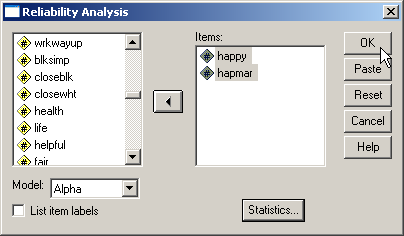 Reliability Analysis
wrkwayup
blksimp
closeblk
closewht
health
life
helpful
fair
Items:
happy
hapmar
OK
Paste
Reset
Cancel
Help
Model: Alpha
List item labels
Statistics...